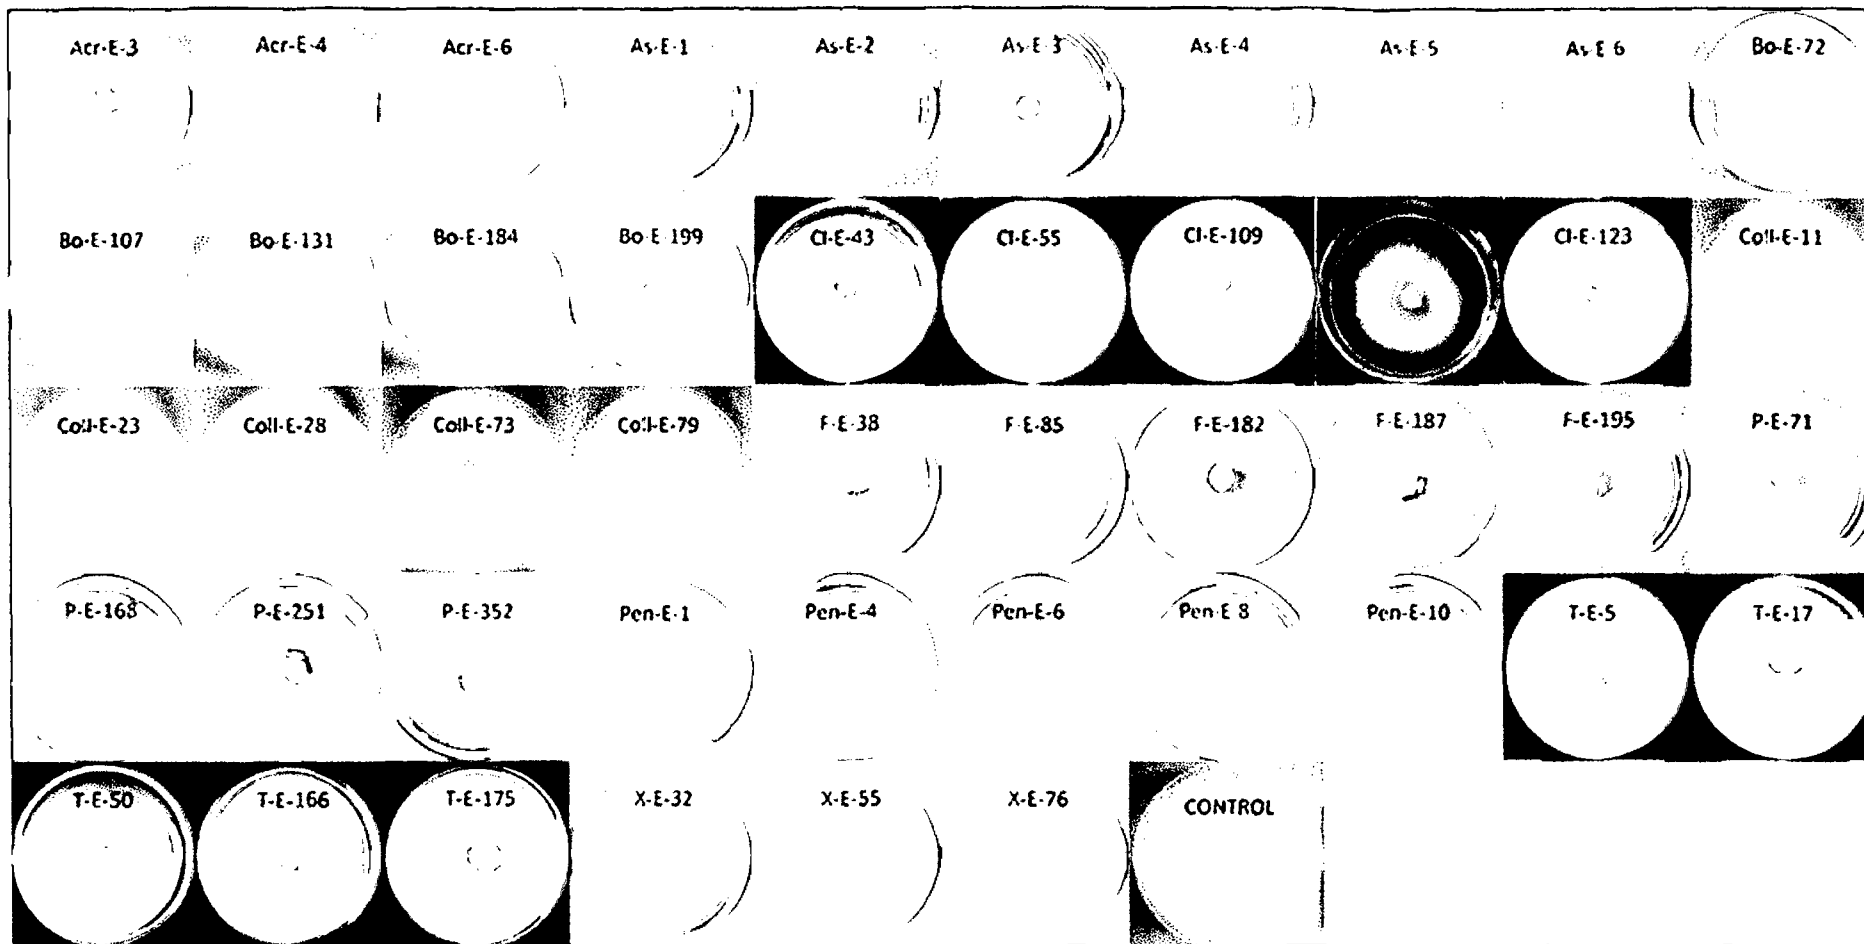 Acr-E-3 Acr-E-4 Acr-E-6 As-E-1 As-E-2 As-E-3 As-E-4 As-E-5 As-E-6 Bo-E-72
Bo-E-107 Bo-E-131 Bo-E-184 Bo-E-199 Cl-E-43 Cl-E-55 Cl-E-109 Cl-E-123 Coll-E-11
Coll-E-23 Coll-E-28 Coll-E-73 Coll-E-79 F-E-38 F-E-85 F-E-182 F-E-187 F-E-195 P-E-71
P-E-168 P-E-251 P-E-352 Pen-E-1 Pen-E-4 Pen-E-6 Pen-E-8 Pen-E-10 T-E-5 T-E-17
T-E-50 T-E-166 T-E-175 X-E-32 X-E-55 X-E-76 CONTROL